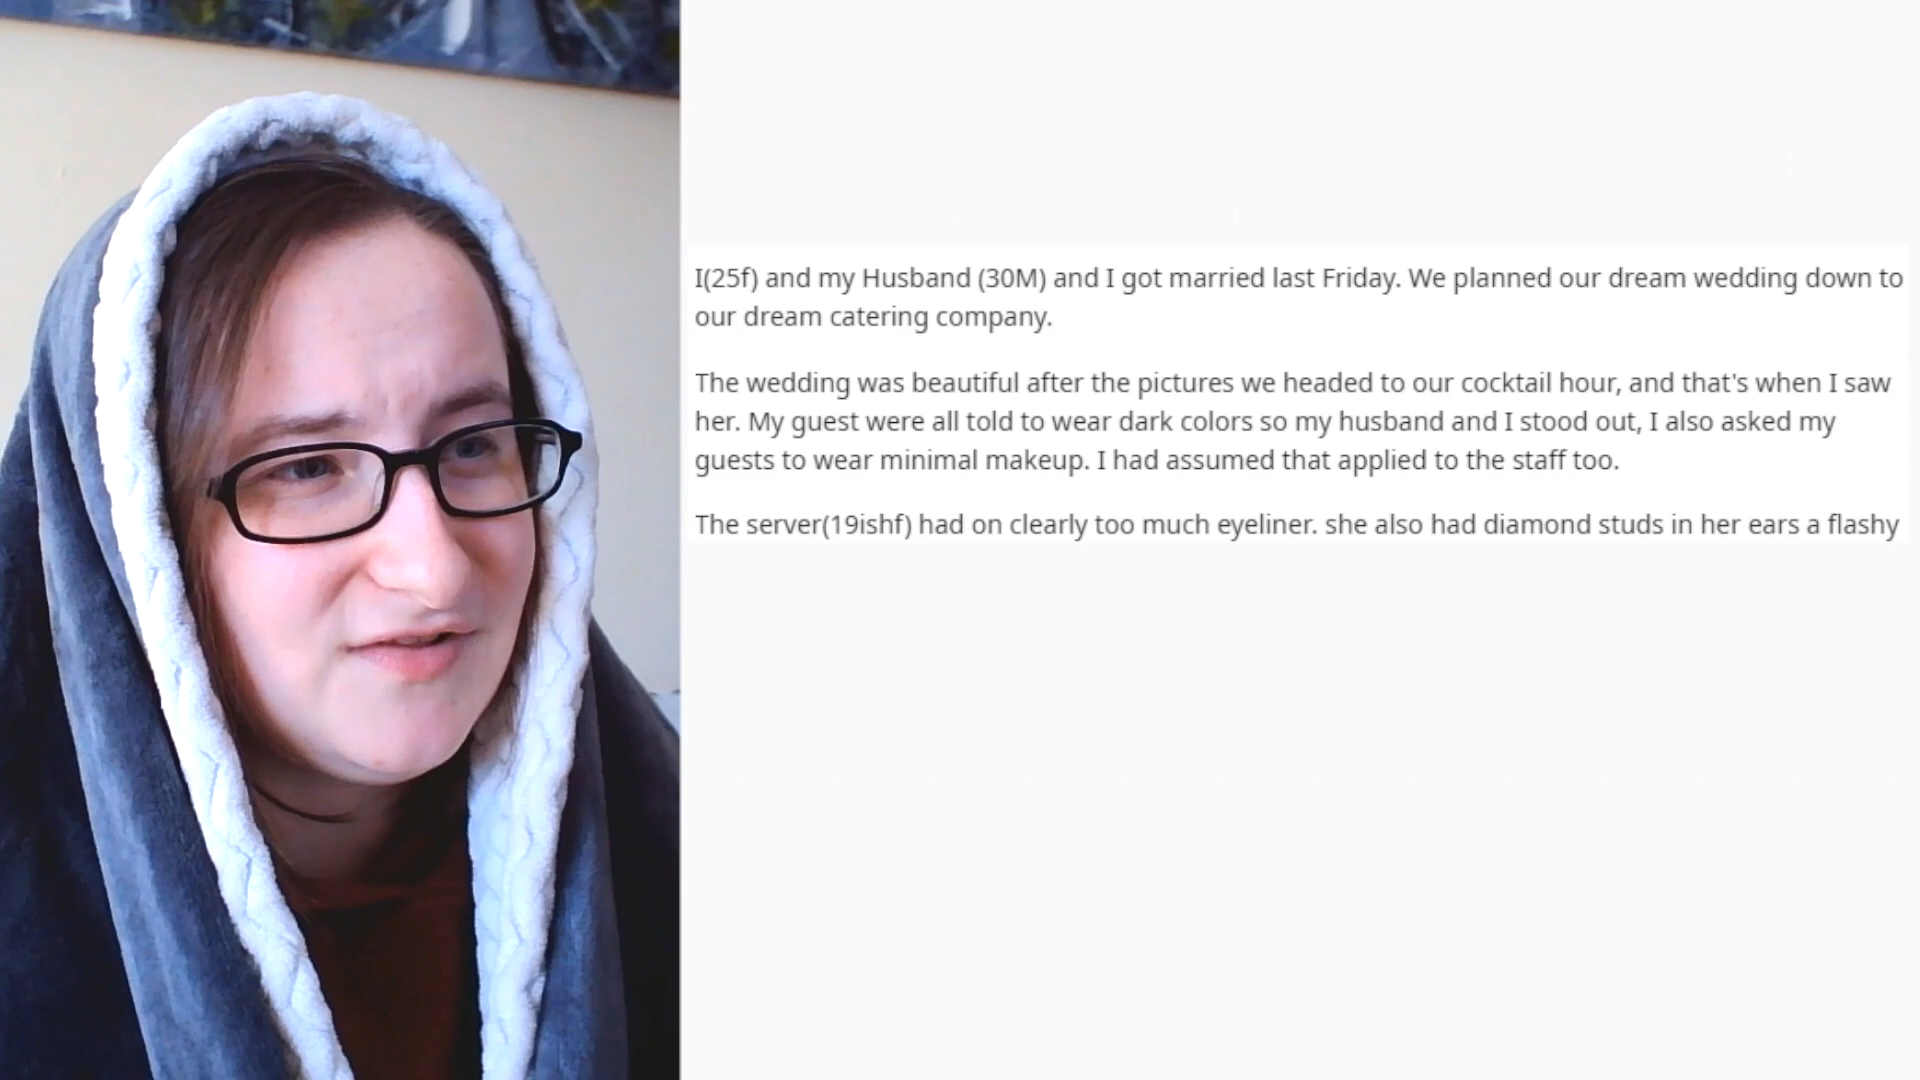 I(25f) and my Husband (30M) and I got married last Friday. We planned our dream wedding down to
our dream catering company.
The wedding was beautiful after the pictures we headed to our cocktail hour, and that's when I saw
her. My guest were all told to wear dark colors so my husband and I stood out, I also asked my
guests to wear minimal makeup. I had assumed that applied to the staff too.
The server(19ishf) had on clearly too much eyeliner. she also had diamond studs in her ears a flashy